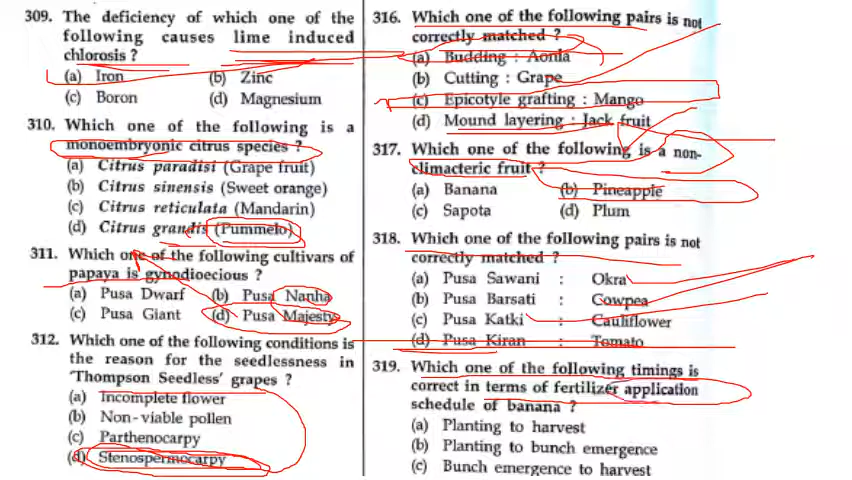 309. The deficiency of which one of the
following causes lime induced
chlorosis ?
(a) Iron (b) Zinc
(c) Boron (d) Magnesium
310. Which one of the following is a
monoembryonic citrus species ?
(a) Citrus paradisi (Grape fruit)
(b) Citrus sinensis (Sweet orange)
(c) Citrus reticulata (Mandarin)
(d) Citrus grandis (Pummelo)
311. Which one of the following cultivars of
papaya is gynodioecious ?
(a) Pusa Dwarf (b) Pusa Nanha
(c) Pusa Giant (d) Pusa Majesty
312. Which one of the following conditions is
the reason for the seedlessness in
'Thompson Seedless' grapes ?
(a) Incomplete flower
(b) Non-viable pollen
(c) Parthenocarpy
(d) Stenospermocarpy
316. Which one of the following pairs is not
correctly matched ?
(a) Budding : Aonla
(b) Cutting : Grape
(c) Epicotyle grafting : Mango
(d) Mound layering : Jack fruit
317. Which one of the following is a non-
climacteric fruit ?
(a) Banana (b) Pineapple
(c) Sapota (d) Plum
318. Which one of the following pairs is not
correctly matched ?
(a) Pusa Sawani : Okra
(b) Pusa Barsati : Cowpea
(c) Pusa Katki : Cauliflower
(d) Pusa Kiran : Tomato
319. Which one of the following timings is
correct in terms of fertilizer application
schedule of banana ?
(a) Planting to harvest
(b) Planting to bunch emergence
(c) Bunch emergence to harvest